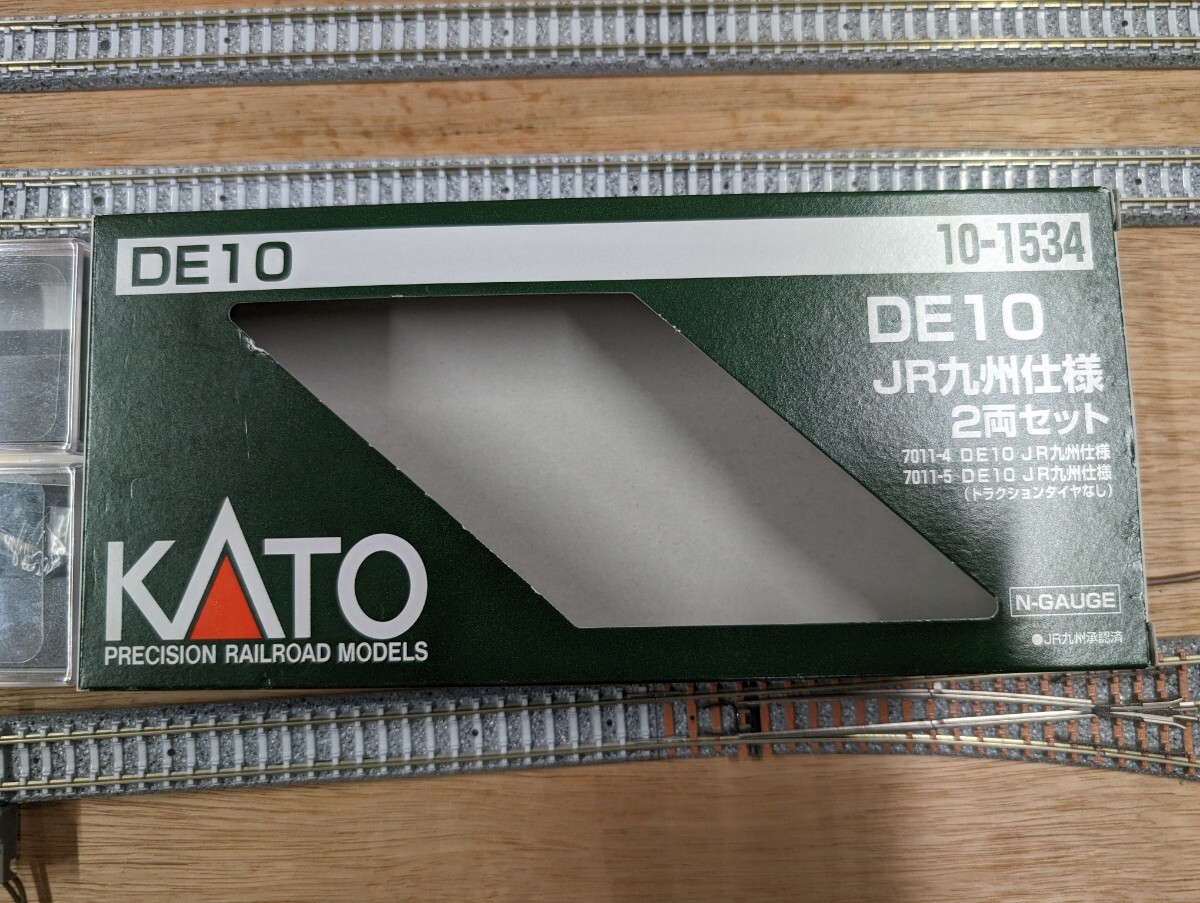 DE10
10-1534
DE10
JR九州仕様
2両セット
7011-4 DE10 JR九州仕様
7011-5 DE10 JR九州仕様
(トラクションタイヤなし)
KATO
PRECISION RAILROAD MODELS
N-GAUGE
●JR九州承認済